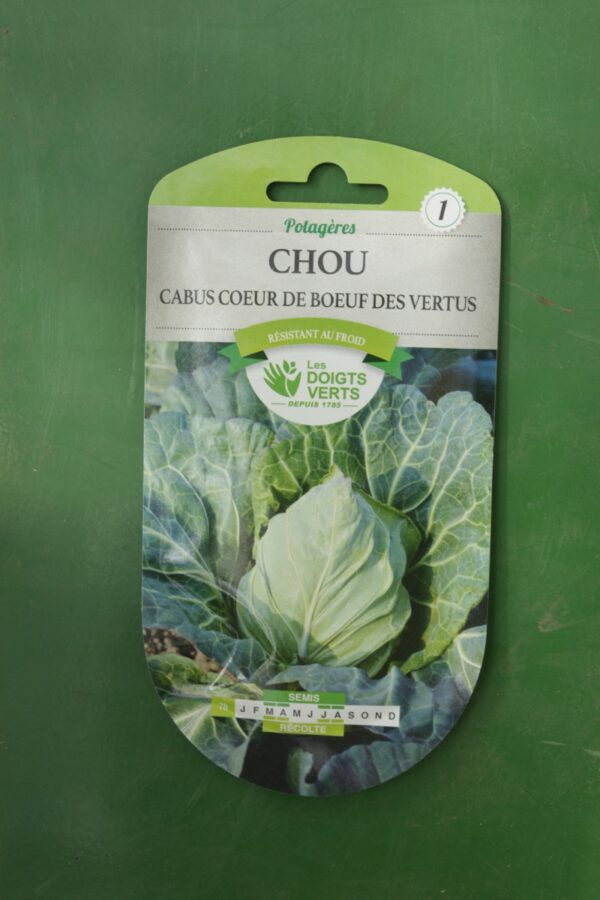 1
Potagères
CHOU
CABUS COEUR DE BOEUF DES VERTUS
RÉSISTANT AU FROID
Les
DOIGTS
VERTS
DEPUIS 1785
SEMIS
J F M A M J J A S O N D
RÉCOLTE